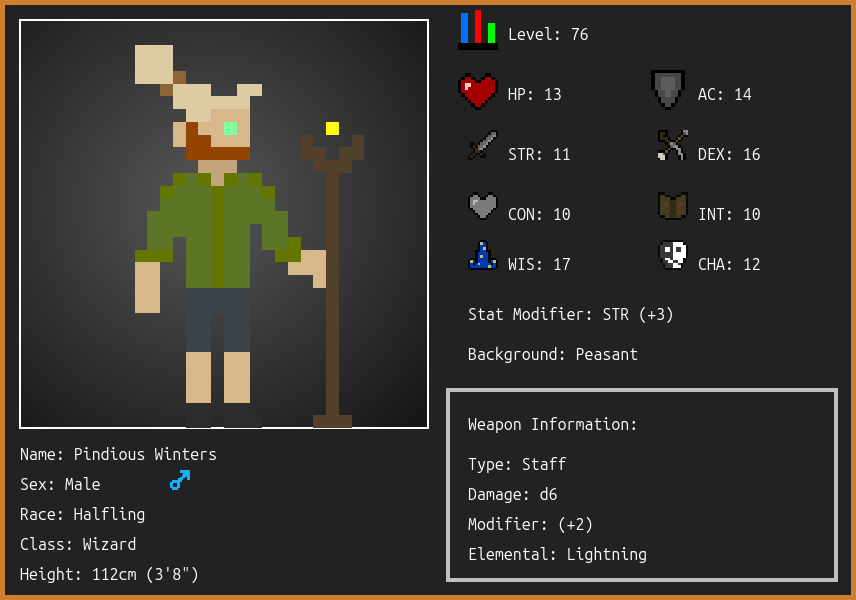 Level: 76
HP: 13
AC: 14
STR: 11
DEX: 16
CON: 10
INT: 10
WIS: 17
CHA: 12
Stat Modifier: STR (+3)
Background: Peasant
Weapon Information:
Type: Staff
Damage: d6
Modifier: (+2)
Elemental: Lightning
Name: Pindious Winters
Sex: Male
Race: Halfling
Class: Wizard
Height: 112cm (3'8")